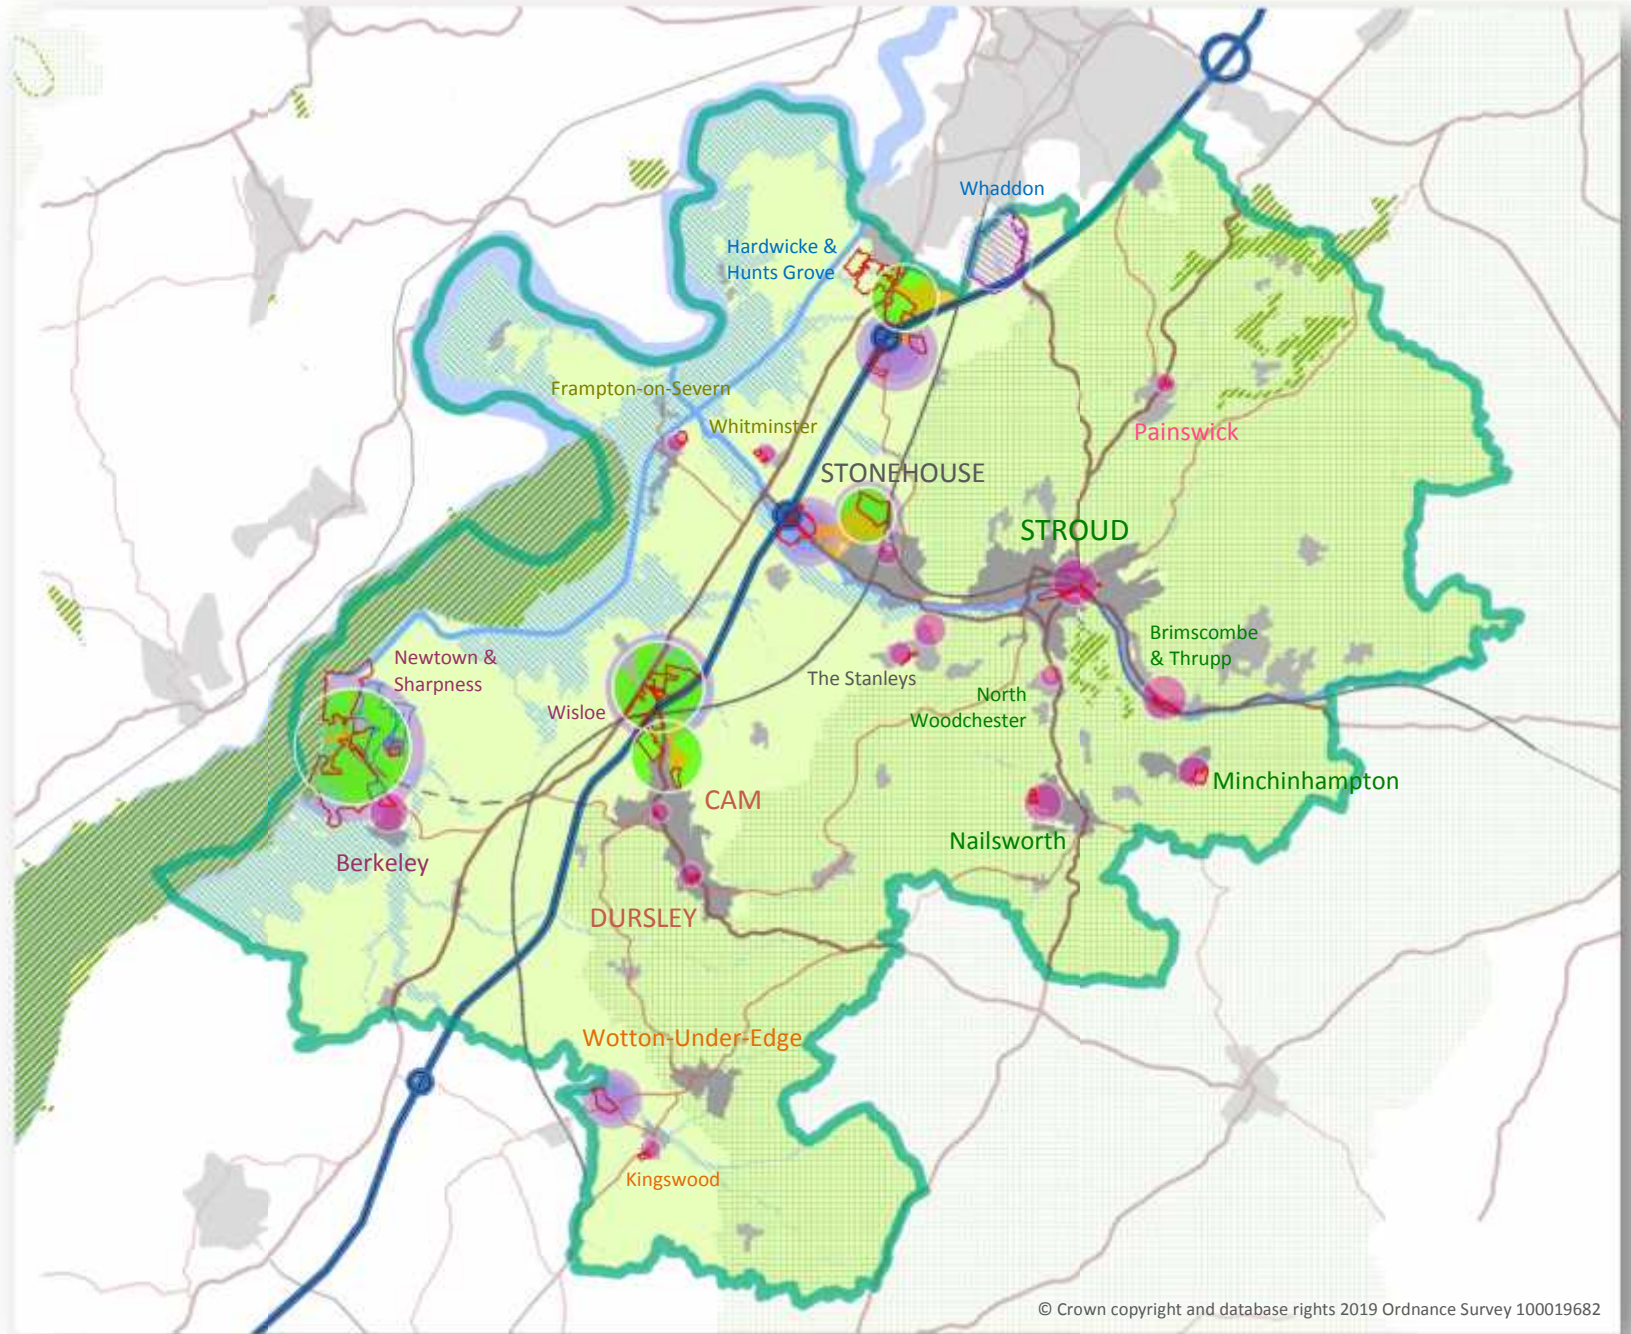 Whaddon
Hardwicke &
Hunts Grove
Frampton-on-Severn
Whitminster
Painswick
STONEHOUSE
STROUD
Brimscombe
& Thrupp
Newtown &
Sharpness
The Stanleys
North
Woodchester
Wisloe
Minchinhampton
CAM
Nailsworth
Berkeley
DURSLEY
Wotton-Under-Edge
Kingswood
© Crown copyright and database rights 2019 Ordnance Survey 100019682